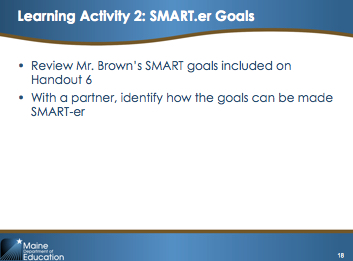 Learning Activity 2: SMART.er Goals
• Review Mr. Brown's SMART goals included on
Handout 6
• With a partner, identify how the goals can be made
SMART-er
Maine
Department of
Education
18